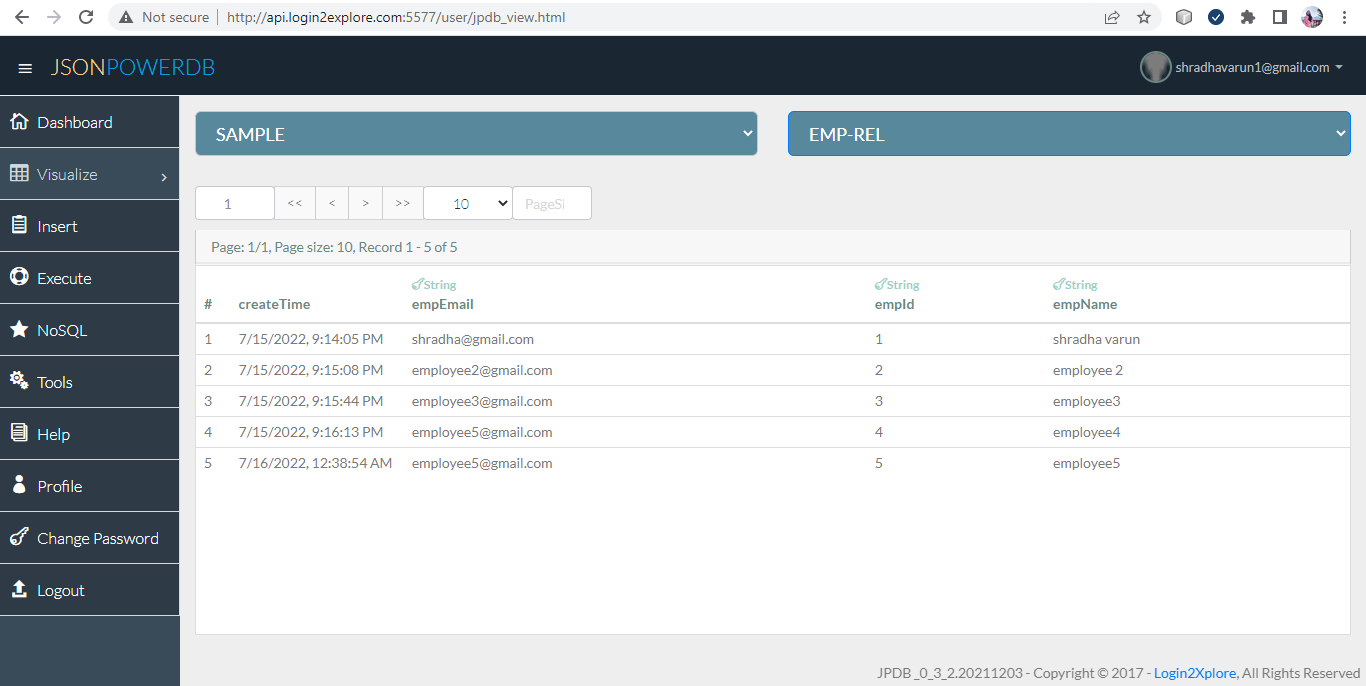 Not secure | http://api.login2explore.com:5577/user/jpdb_view.html
JSONPOWERDB
shradhavarun1@gmail.com
Dashboard
Visualize
Insert
Execute
NoSQL
Tools
Help
Profile
Change Password
Logout
SAMPLE
EMP-REL
1 << < > >> 10 PageSi
Page: 1/1, Page size: 10, Record 1 - 5 of 5
String String String
# createTime empEmail empId empName
1 7/15/2022, 9:14:05 PM shradha@gmail.com 1 shradha varun
2 7/15/2022, 9:15:08 PM employee2@gmail.com 2 employee 2
3 7/15/2022, 9:15:44 PM employee3@gmail.com 3 employee3
4 7/15/2022, 9:16:13 PM employee5@gmail.com 4 employee4
5 7/16/2022, 12:38:54 AM employee5@gmail.com 5 employee5
JPDB _0_3_2.20211203 - Copyright © 2017 - Login2Xplore, All Rights Reserved